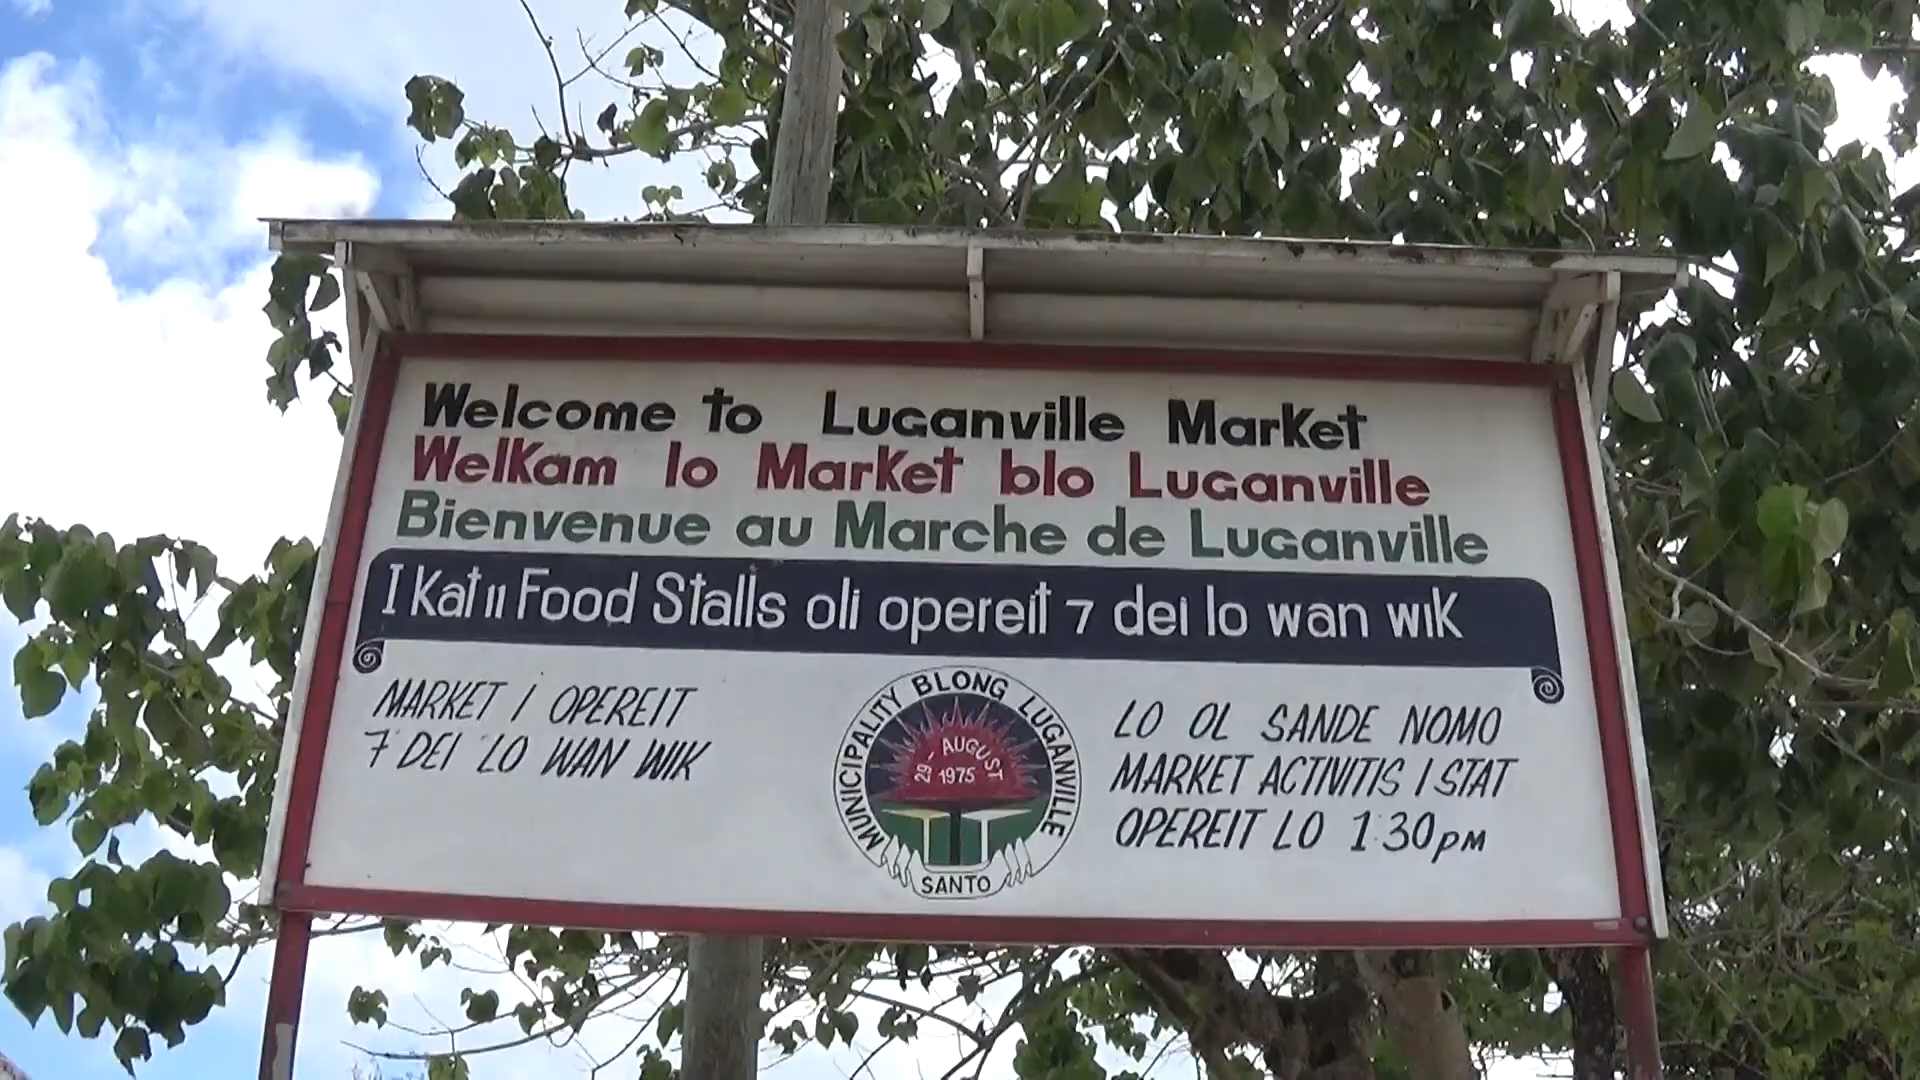 Welcome to Luganville Market
Welkam lo Market blo Luganville
Bienvenue au Marche de Luganville
I Kat 11 Food Stalls oli opereit 7 dei lo wan wik
MARKET I OPEREIT
7 DEI LO WAN WIK
MUNICIPALITY BLONG LUGANVILLE
29 - AUGUST
1975
SANTO
LO OL SANDE NOMO
MARKET ACTIVITIS I STAT
OPEREIT LO 1.30PM